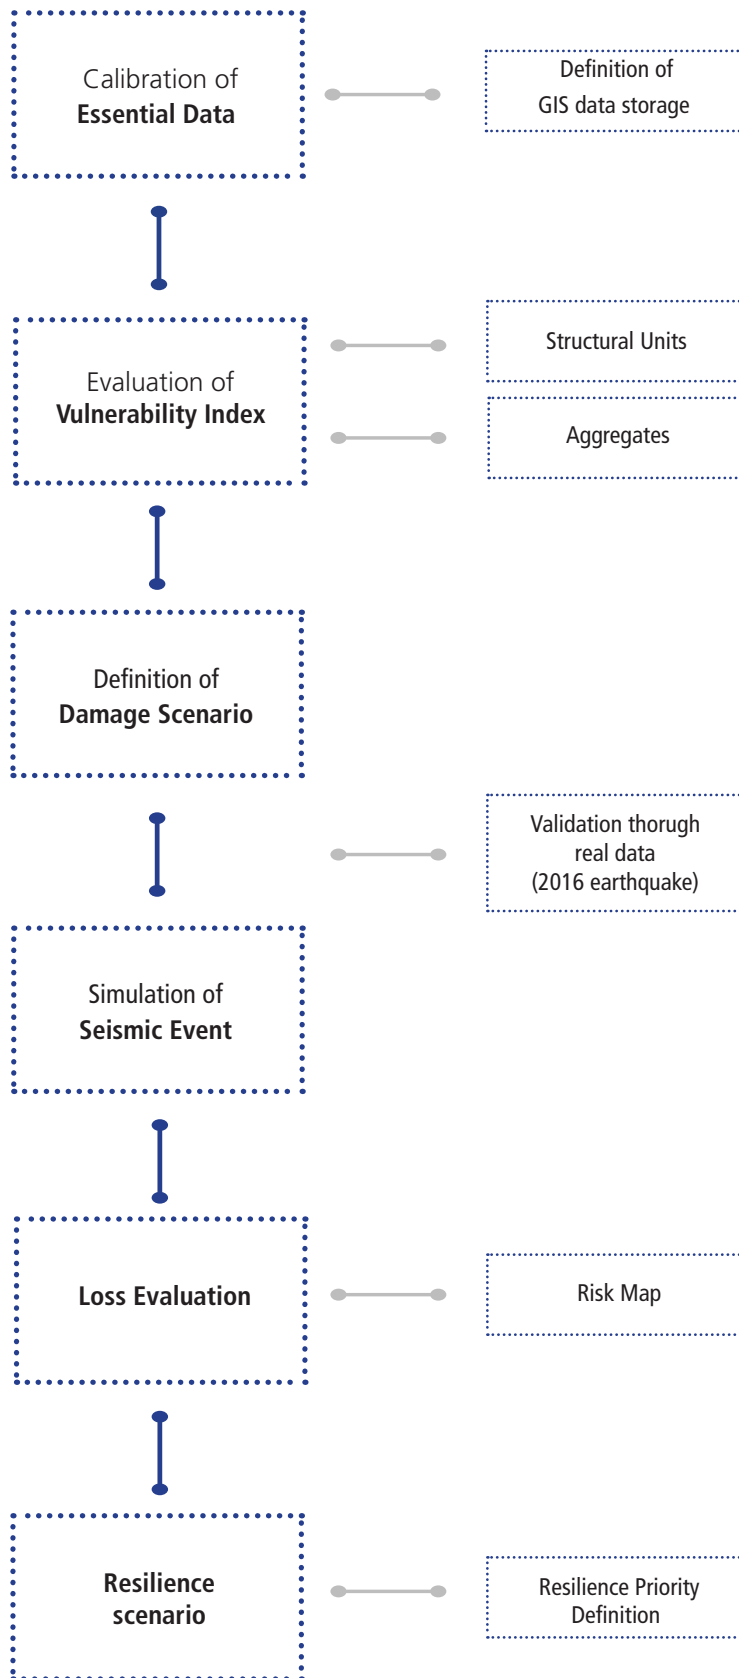 Calibration of
Essential Data
Definition of
GIS data storage
Evaluation of
Vulnerability Index
Structural Units
Aggregates
Definition of
Damage Scenario
Validation thorugh
real data
(2016 earthquake)
Simulation of
Seismic Event
Loss Evaluation
Risk Map
Resilience
scenario
Resilience Priority
Definition